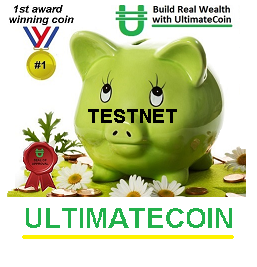 1st award
winning coin
Build Real Wealth
with UltimateCoin
#1
TESTNET
ULTIMATECOIN